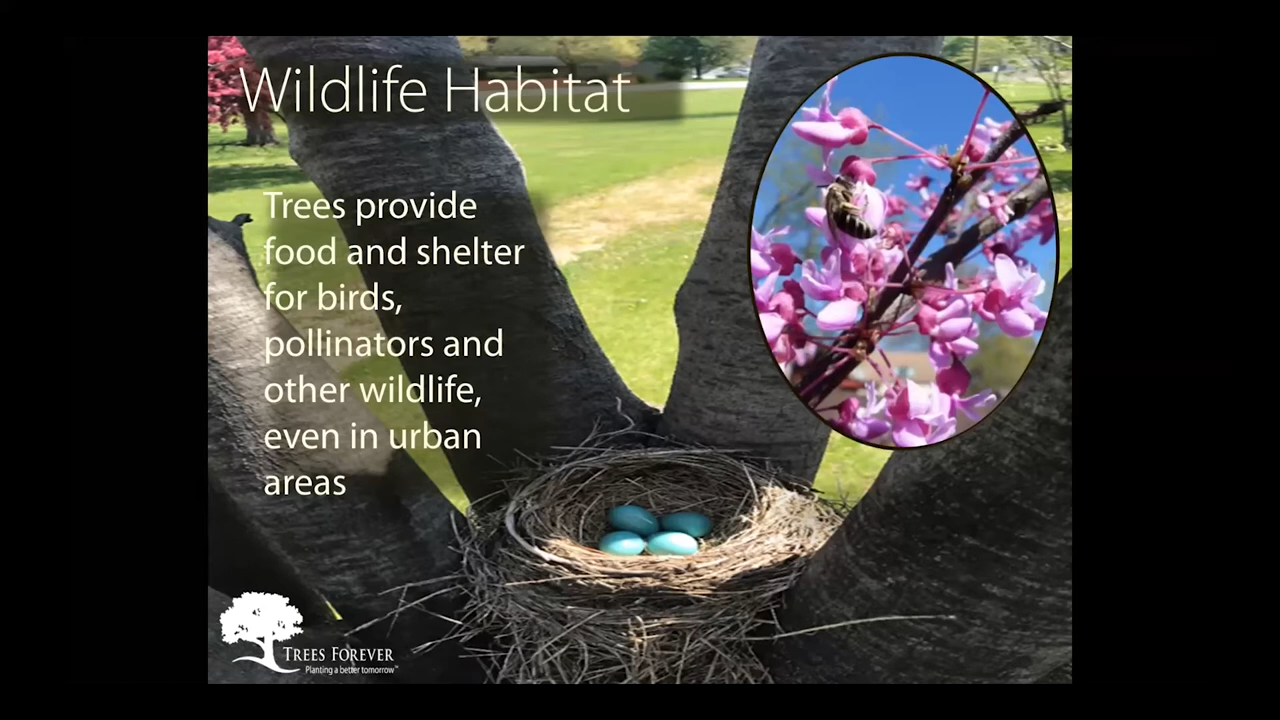 Wildlife Habitat
Trees provide
food and shelter
for birds,
pollinators and
other wildlife,
even in urban
areas
TREES FOREVER
Planting a better tomorrow™